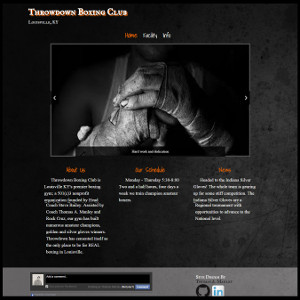 Throwdown Boxing Club
Louisville, KY
Home Facility Info
Hard work and dedication
About Us
Throwdown Boxing Club is
Louisville KY's premier boxing
gym; a 501(c)3 nonprofit
organization founded by Head
Coach Steve Bailey. Assisted by
Coach Thomas A. Manley and
Rock Cruz, our gym has built
numerous amateur champions,
golden and silver gloves winners.
Throwdown has cemented itself as
the only place to be for REAL
boxing in Louisville.
Our Schedule
Monday - Thursday 5:30-8:00
Two and a half hours, four days a
week we train champion amateur
boxers.
News
Headed to the Indiana Silver
Gloves! The whole team is gearing
up for some stiff competition. The
Indiana Silver Gloves are a
Regional tournament with
opportunities to advance to the
National level.
Site Design By
in